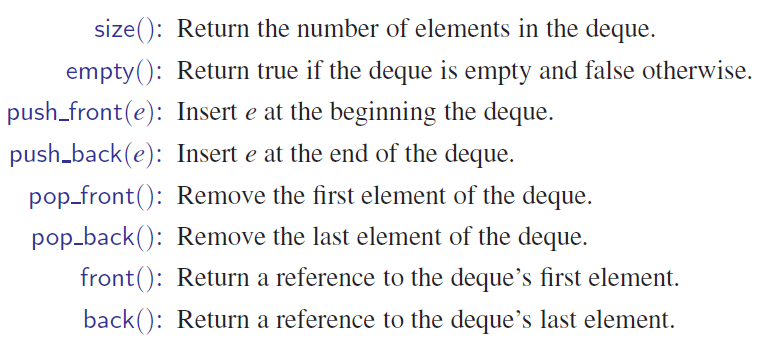 size(): Return the number of elements in the deque.
empty(): Return true if the deque is empty and false otherwise.
push_front(e): Insert e at the beginning the deque.
push_back(e): Insert e at the end of the deque.
pop_front(): Remove the first element of the deque.
pop_back(): Remove the last element of the deque.
front(): Return a reference to the deque's first element.
back(): Return a reference to the deque's last element.